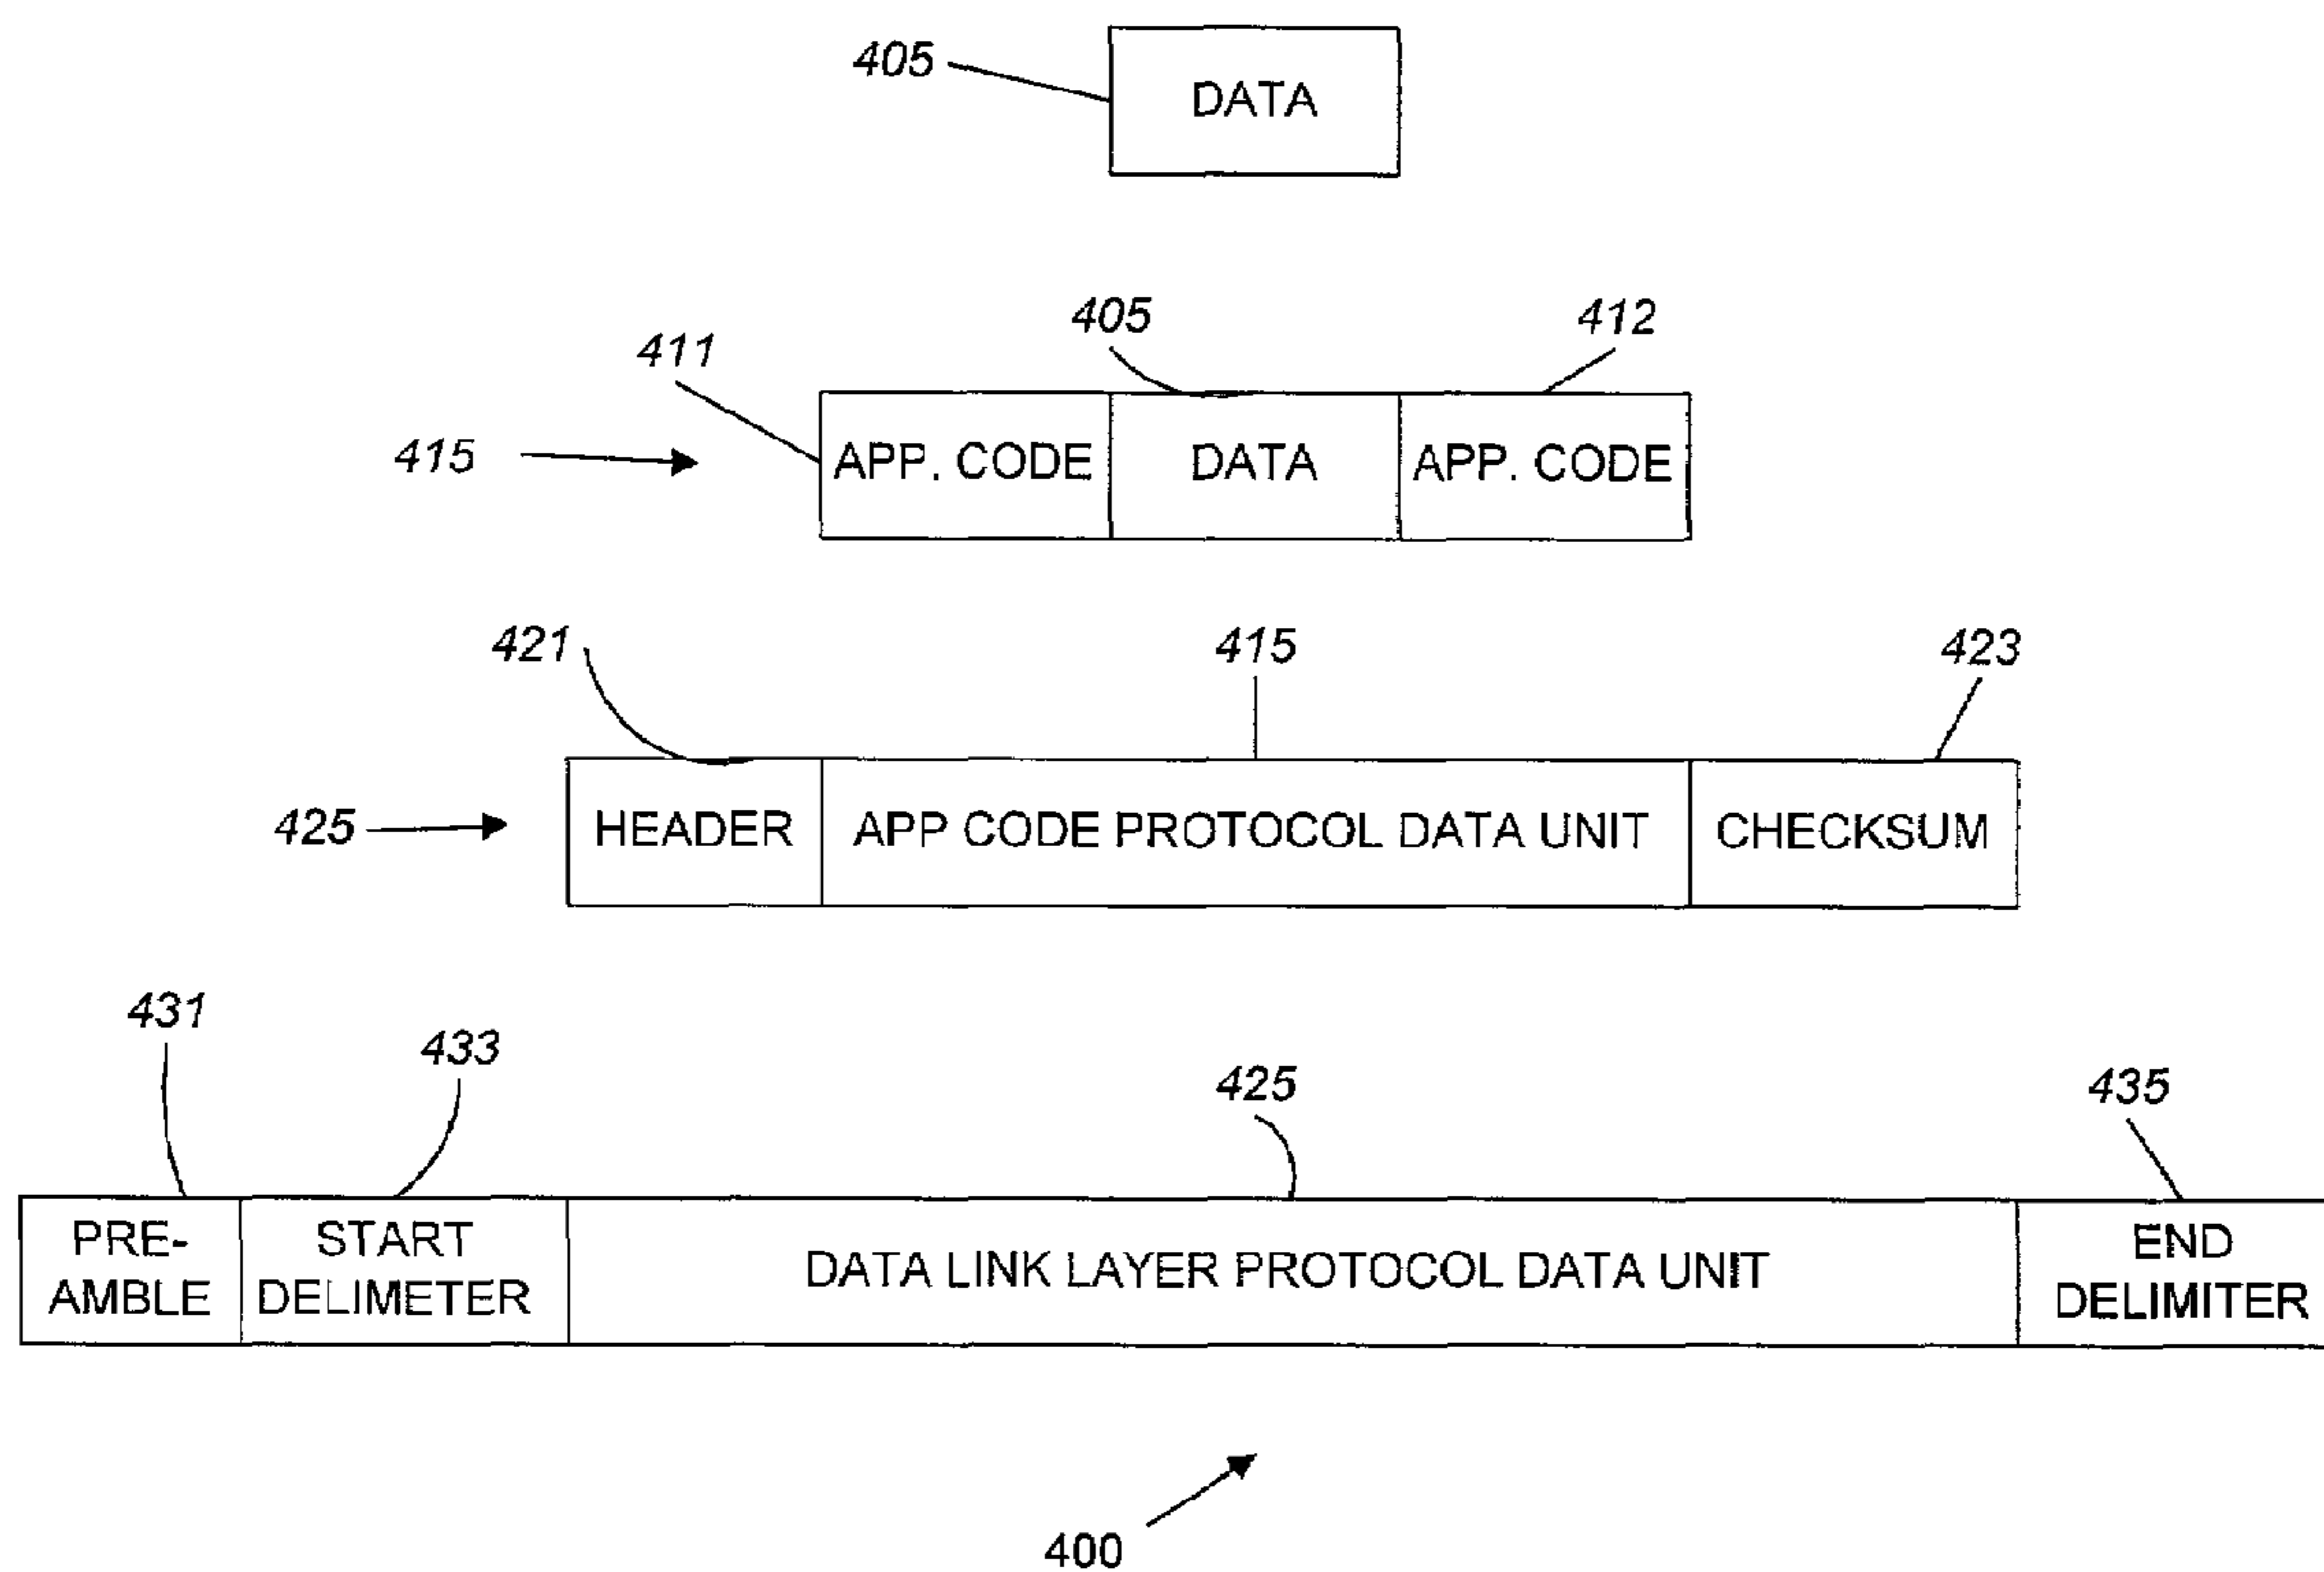 405
DATA
405
412
411
415
APP. CODE
DATA
APP. CODE
421
415
423
425
HEADER
APP CODE PROTOCOL DATA UNIT
CHECKSUM
431
433
425
435
PRE-
AMBLE
START
DELIMETER
DATA LINK LAYER PROTOCOL DATA UNIT
END
DELIMITER
400